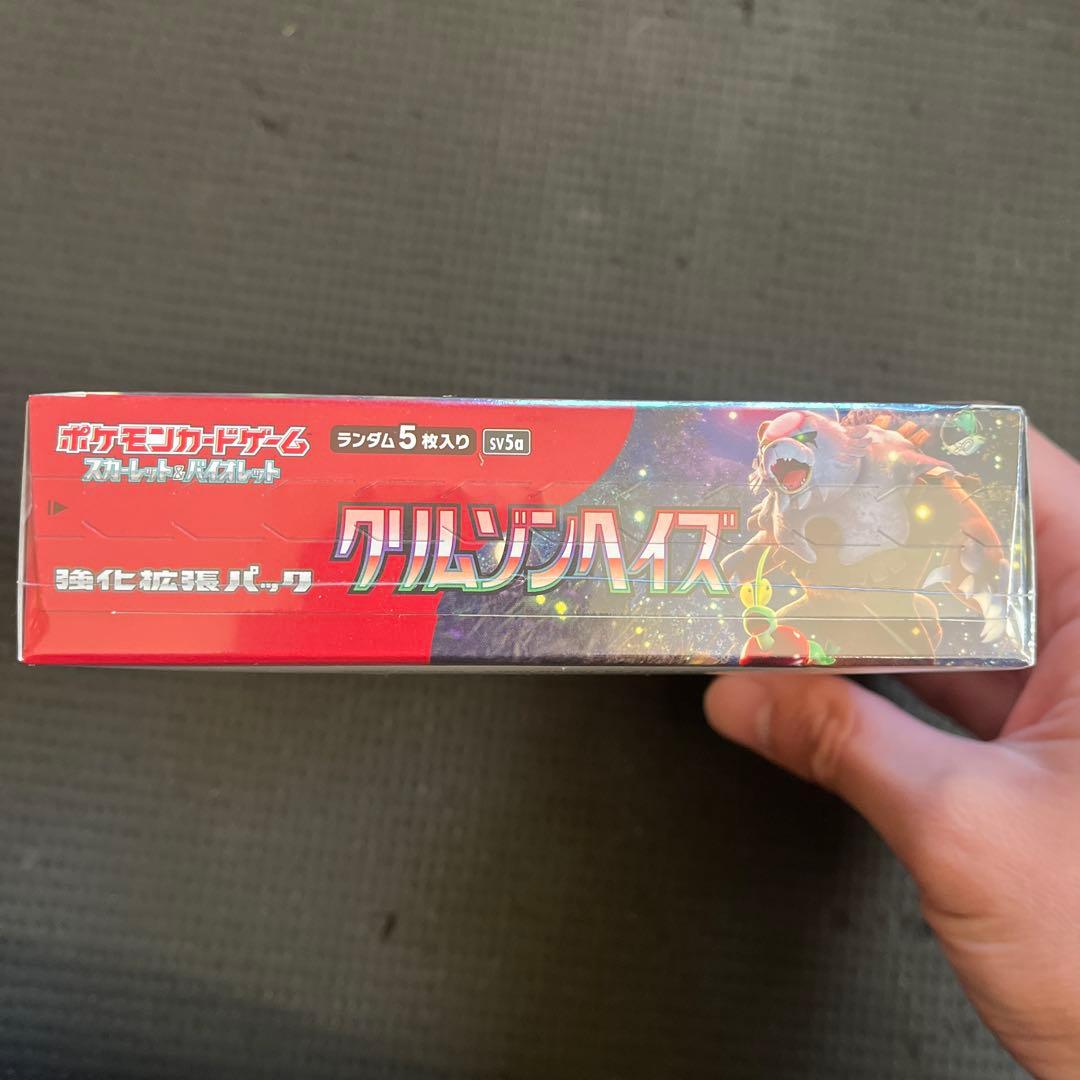 ポケモンカードゲーム
スカーレット&バイオレット
ランダム5枚入り
SV5a
クリムゾンヘイズ
強化拡張パック